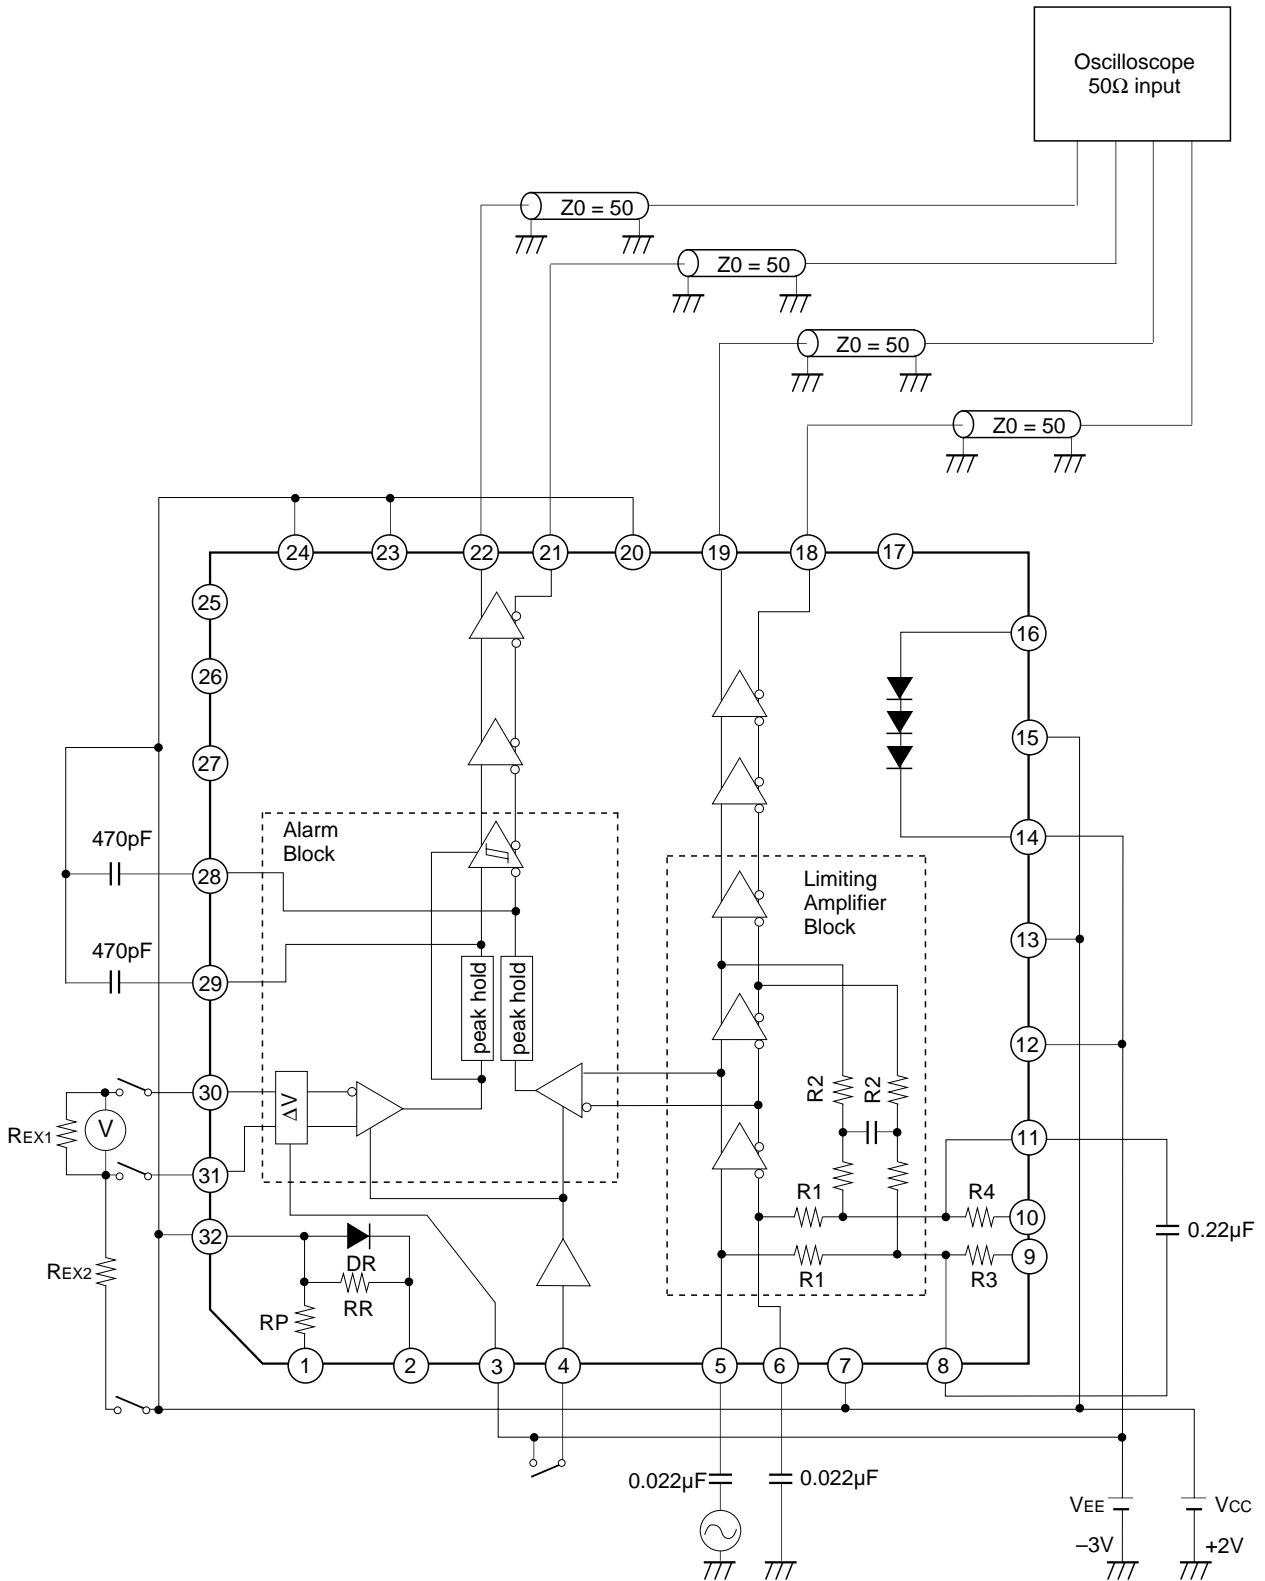 Oscilloscope
50Ω input
Z0 = 50
Z0 = 50
Z0 = 50
Z0 = 50
24
23
22
21
20
19
18
17
25
16
26
15
27
14
Alarm
Block
470pF
28
Limiting
Amplifier
Block
13
470pF
29
peak hold
peak hold
12
30
ΔV
R2
R2
REX1
V
11
31
R1
R4
10
0.22µF
32
9
DR
R1
R3
REX2
RR
RP
1
2
3
4
5
6
7
8
0.022µF
0.022µF
VEE
VCC
–3V
+2V